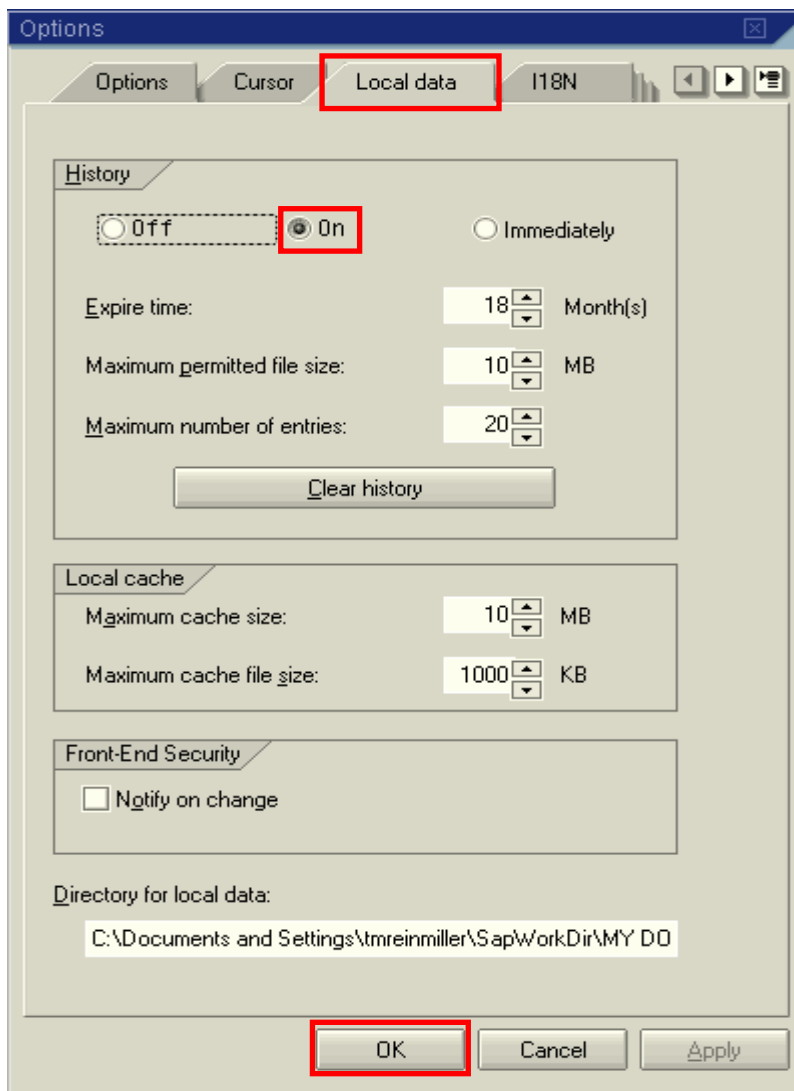 Options
Options Cursor Local data I18N
History
Off On Immediately
Expire time: 18 Month(s)
Maximum permitted file size: 10 MB
Maximum number of entries: 20
Clear history
Local cache
Maximum cache size: 10 MB
Maximum cache file size: 1000 KB
Front-End Security
Notify on change
Directory for local data:
C:\Documents and Settings\tmreinmiller\SapWorkDir\MY DO
OK Cancel Apply